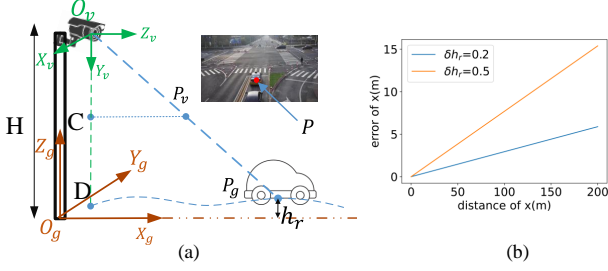 O_v
Z_v
X_v
Y_v
H
C
P_v
P
Z_g
Y_g
D
P_g
h_r
O_g
X_g
(a)
δh_r=0.2
δh_r=0.5
error of x(m)
15
10
5
0
0
50
100
150
200
distance of x(m)
(b)